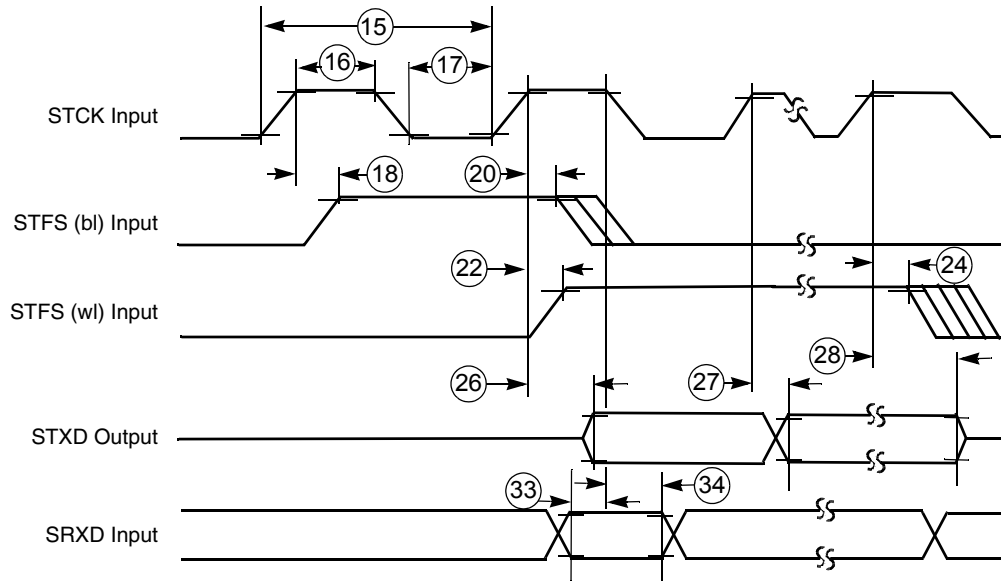 15
16
17
STCK Input
18
20
STFS (bl) Input
22
24
STFS (wl) Input
26
27
28
STXD Output
33
34
SRXD Input